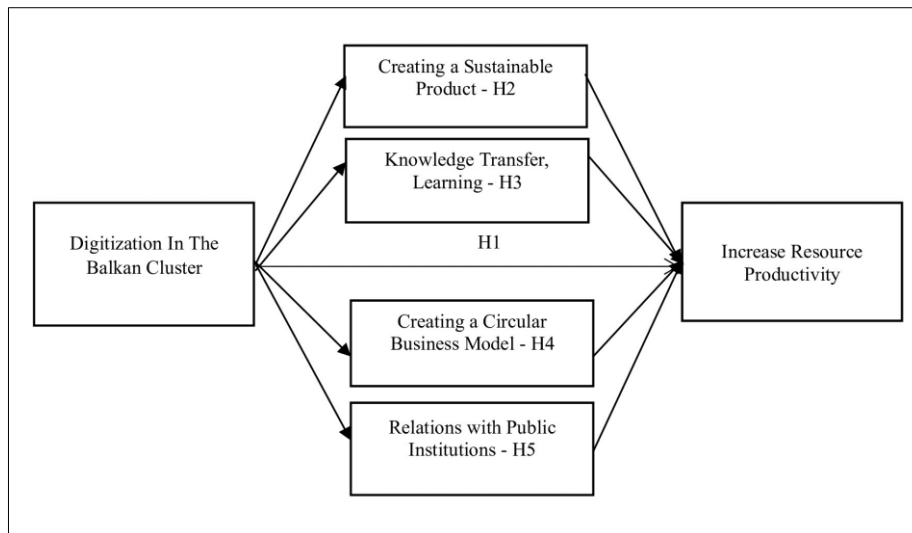 Creating a Sustainable
Product - H2
Knowledge Transfer,
Learning - H3
Digitization In The
Balkan Cluster
H1
Increase Resource
Productivity
Creating a Circular
Business Model - H4
Relations with Public
Institutions - H5